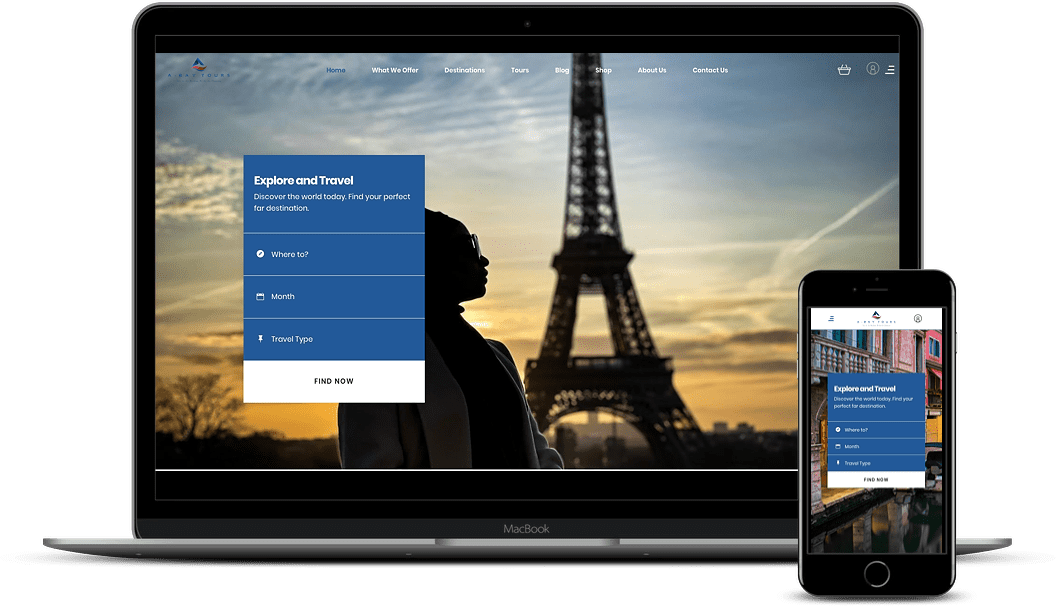 Home What We Offer Destinations Tours Blog Shop About Us Contact Us
Explore and Travel
Discover the world today. Find your perfect
far destination.
Where to?
Month
Travel Type
FIND NOW
MacBook
Explore and Travel
Discover the world today. Find your
perfect far destination.
Where to?
Month
Travel Type
FIND NOW